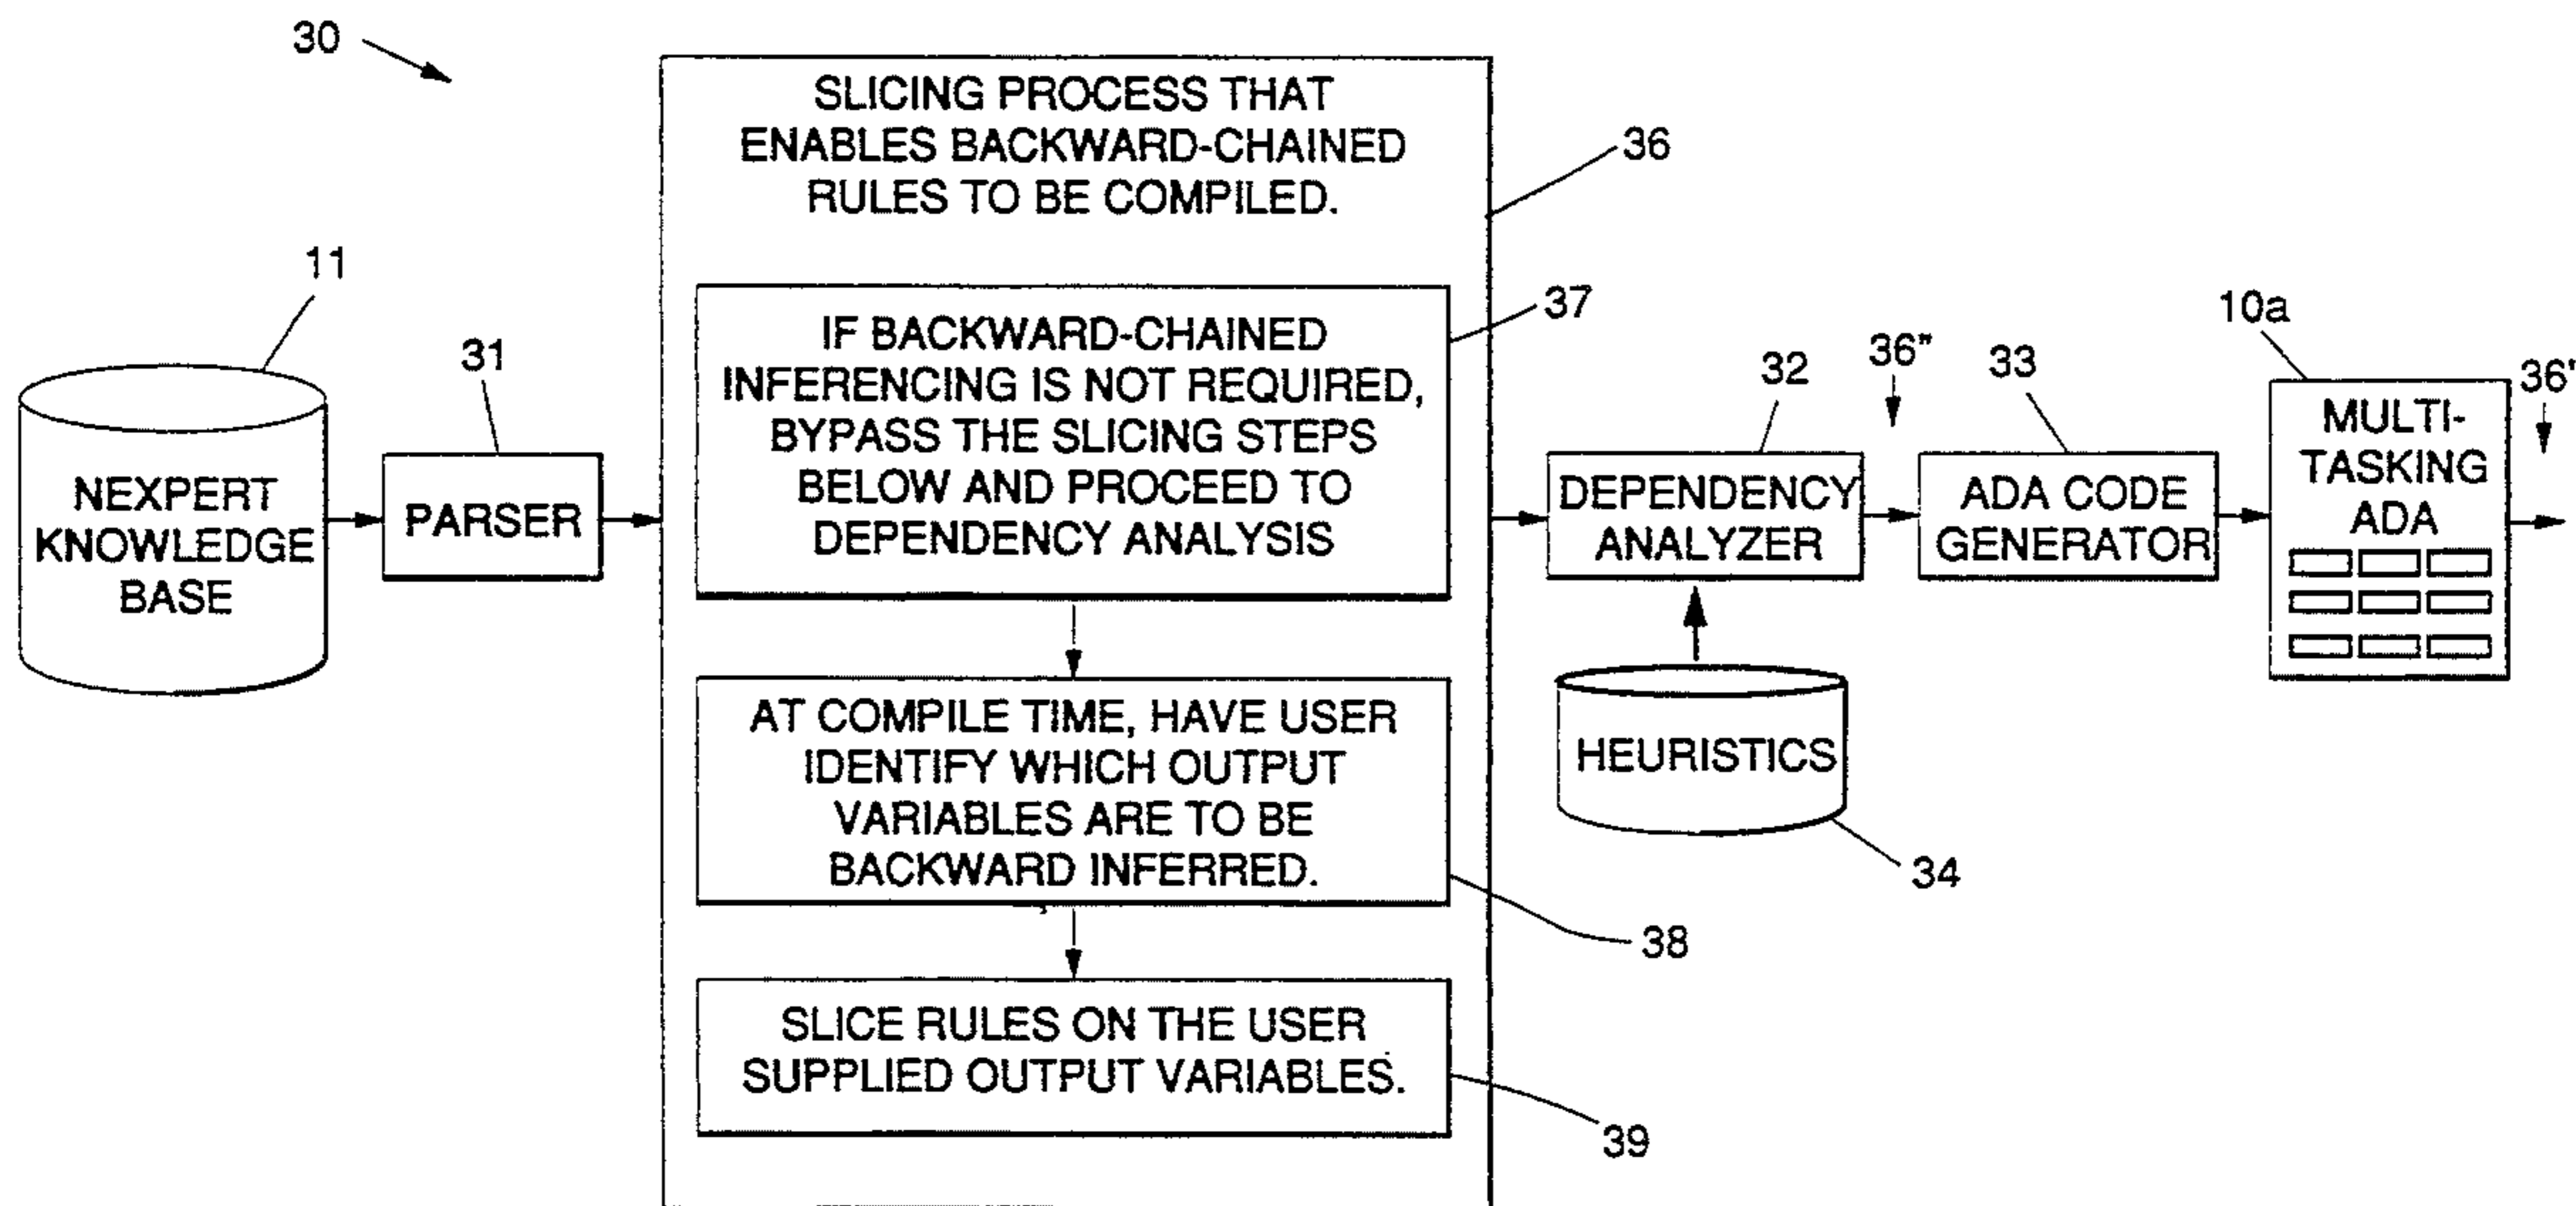 30
SLICING PROCESS THAT
ENABLES BACKWARD-CHAINED
RULES TO BE COMPILED.
36
11
NEXPERT
KNOWLEDGE
BASE
31
PARSER
37
IF BACKWARD-CHAINED
INFERENCING IS NOT REQUIRED,
BYPASS THE SLICING STEPS
BELOW AND PROCEED TO
DEPENDENCY ANALYSIS
AT COMPILE TIME, HAVE USER
IDENTIFY WHICH OUTPUT
VARIABLES ARE TO BE
BACKWARD INFERRED.
38
SLICE RULES ON THE USER
SUPPLIED OUTPUT VARIABLES.
39
32
DEPENDENCY
ANALYZER
HEURISTICS
34
36"
33
ADA CODE
GENERATOR
10a
MULTI-
TASKING
ADA
36'